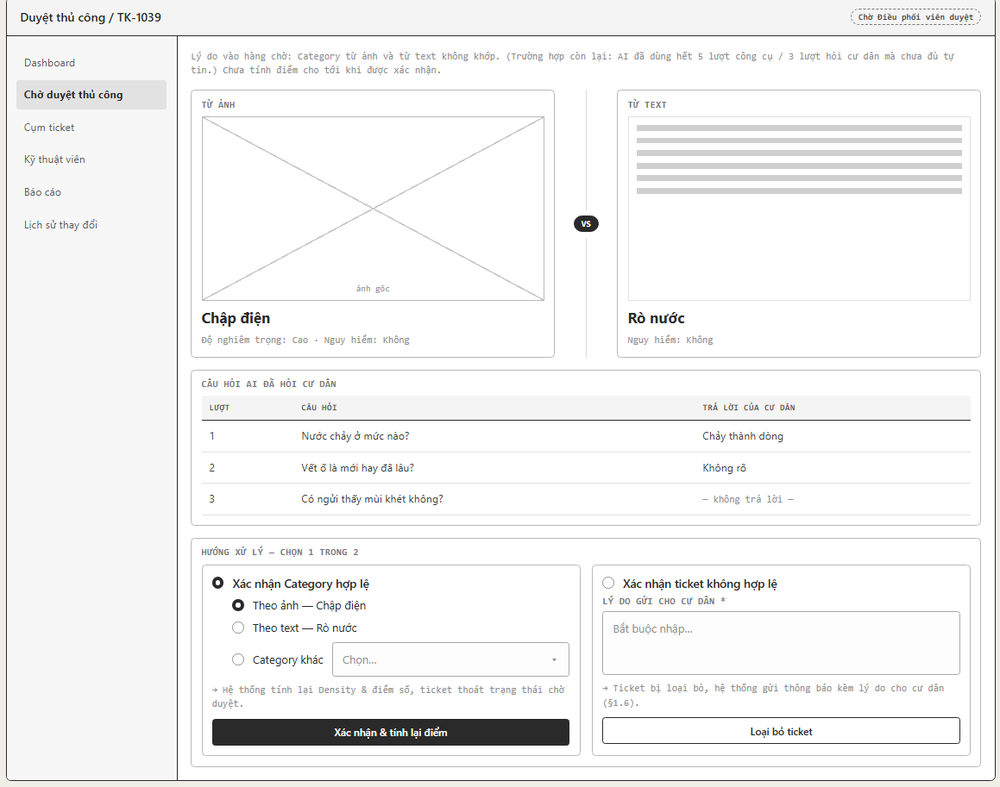 Duyệt thủ công / TK-1039
Chờ Điều phối viên duyệt
Dashboard
Chờ duyệt thủ công
Cụm ticket
Kỹ thuật viên
Báo cáo
Lịch sử thay đổi
Lý do vào hàng chờ: Category từ ảnh và từ text không khớp. (Trường hợp còn lại: AI đã dùng hết 5 lượt công cụ / 3 lượt hỏi cư dân mà chưa đủ tự
tin.) Chưa tính điểm cho tới khi được xác nhận.
TỪ ẢNH
ảnh gốc
Chập điện
Độ nghiêm trọng: Cao · Nguy hiểm: Không
VS
TỪ TEXT
Rò nước
Nguy hiểm: Không
CÂU HỎI AI ĐÃ HỎI CƯ DÂN
LƯỢT CÂU HỎI TRẢ LỜI CỦA CƯ DÂN
1 Nước chảy ở mức nào? Chảy thành dòng
2 Vết ố là mới hay đã lâu? Không rõ
3 Có ngửi thấy mùi khét không? — không trả lời —
HƯỚNG XỬ LÝ — CHỌN 1 TRONG 2
Xác nhận Category hợp lệ
Theo ảnh — Chập điện
Theo text — Rò nước
Category khác Chọn...
→ Hệ thống tính lại Density & điểm số, ticket thoát trạng thái chờ
duyệt.
Xác nhận & tính lại điểm
Xác nhận ticket không hợp lệ
LÝ DO GỬI CHO CƯ DÂN *
Bắt buộc nhập...
→ Ticket bị loại bỏ, hệ thống gửi thông báo kèm lý do cho cư dân
(§1.6).
Loại bỏ ticket